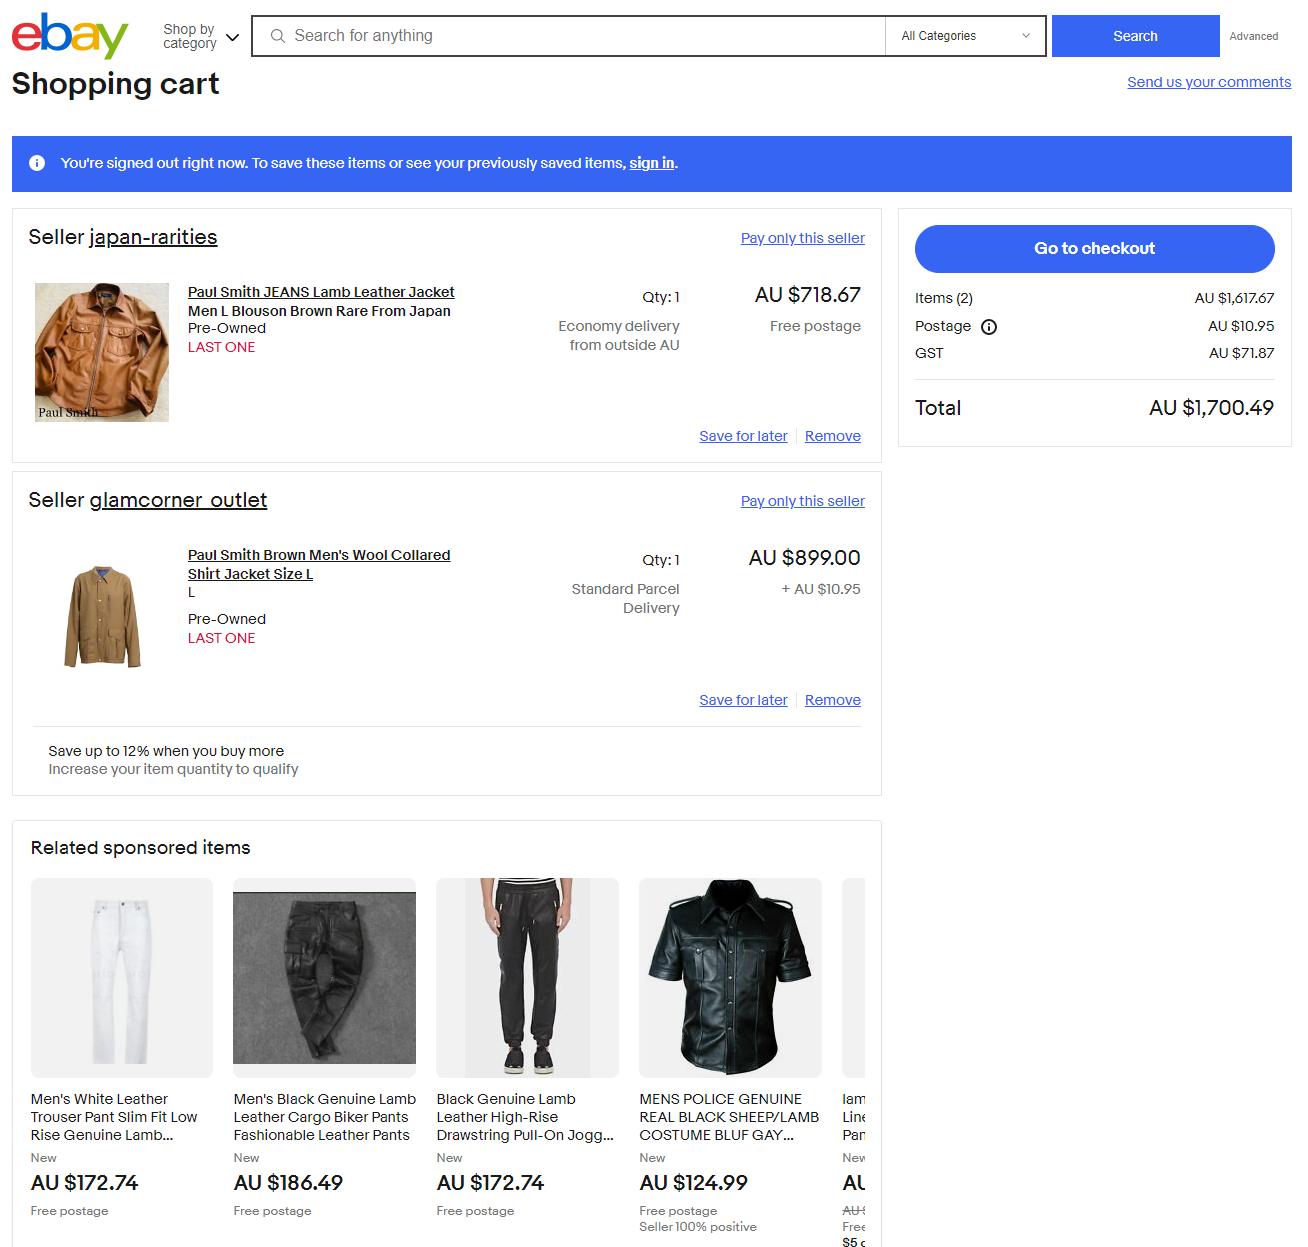 ebay
Shop by
category
Search for anything
All Categories
Search
Advanced
Shopping cart
Send us your comments
You're signed out right now. To save these items or see your previously saved items, sign in.
Seller japan-rarities
Pay only this seller
Paul Smith
Paul Smith JEANS Lamb Leather Jacket
Men L Blouson Brown Rare From Japan
Pre-Owned
LAST ONE
Qty: 1
AU $718.67
Economy delivery
from outside AU
Free postage
Save for later
Remove
Seller glamcorner_outlet
Pay only this seller
Paul Smith Brown Men's Wool Collared
Shirt Jacket Size L
L
Pre-Owned
LAST ONE
Qty: 1
AU $899.00
Standard Parcel
Delivery
+ AU $10.95
Save for later
Remove
Save up to 12% when you buy more
Increase your item quantity to qualify
Go to checkout
Items (2)
AU $1,617.67
Postage
AU $10.95
GST
AU $71.87
Total
AU $1,700.49
Related sponsored items
Men's White Leather
Trouser Pant Slim Fit Low
Rise Genuine Lamb...
New
AU $172.74
Free postage
Men's Black Genuine Lamb
Leather Cargo Biker Pants
Fashionable Leather Pants
New
AU $186.49
Free postage
Black Genuine Lamb
Leather High-Rise
Drawstring Pull-On Jogg...
New
AU $172.74
Free postage
MENS POLICE GENUINE
REAL BLACK SHEEP/LAMB
COSTUME BLUF GAY...
New
AU $124.99
Free postage
Seller 100% positive
lam
Line
Pan
New
AU
AU $
Free
$5 o